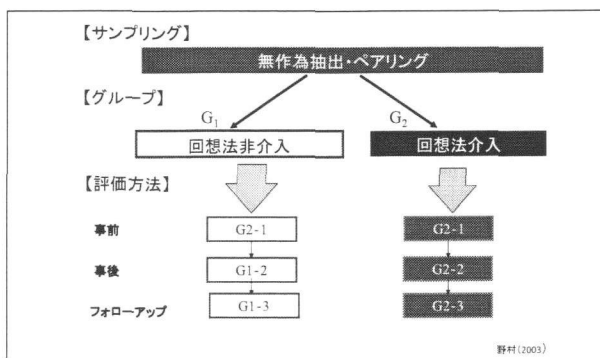 【サンプリング】
無作為抽出・ペアリング
【グループ】
G1 G2
回想法非介入 回想法介入
【評価方法】
事前 G2-1 G2-1
事後 G1-2 G2-2
フォローアップ G1-3 G2-3
野村(2003)